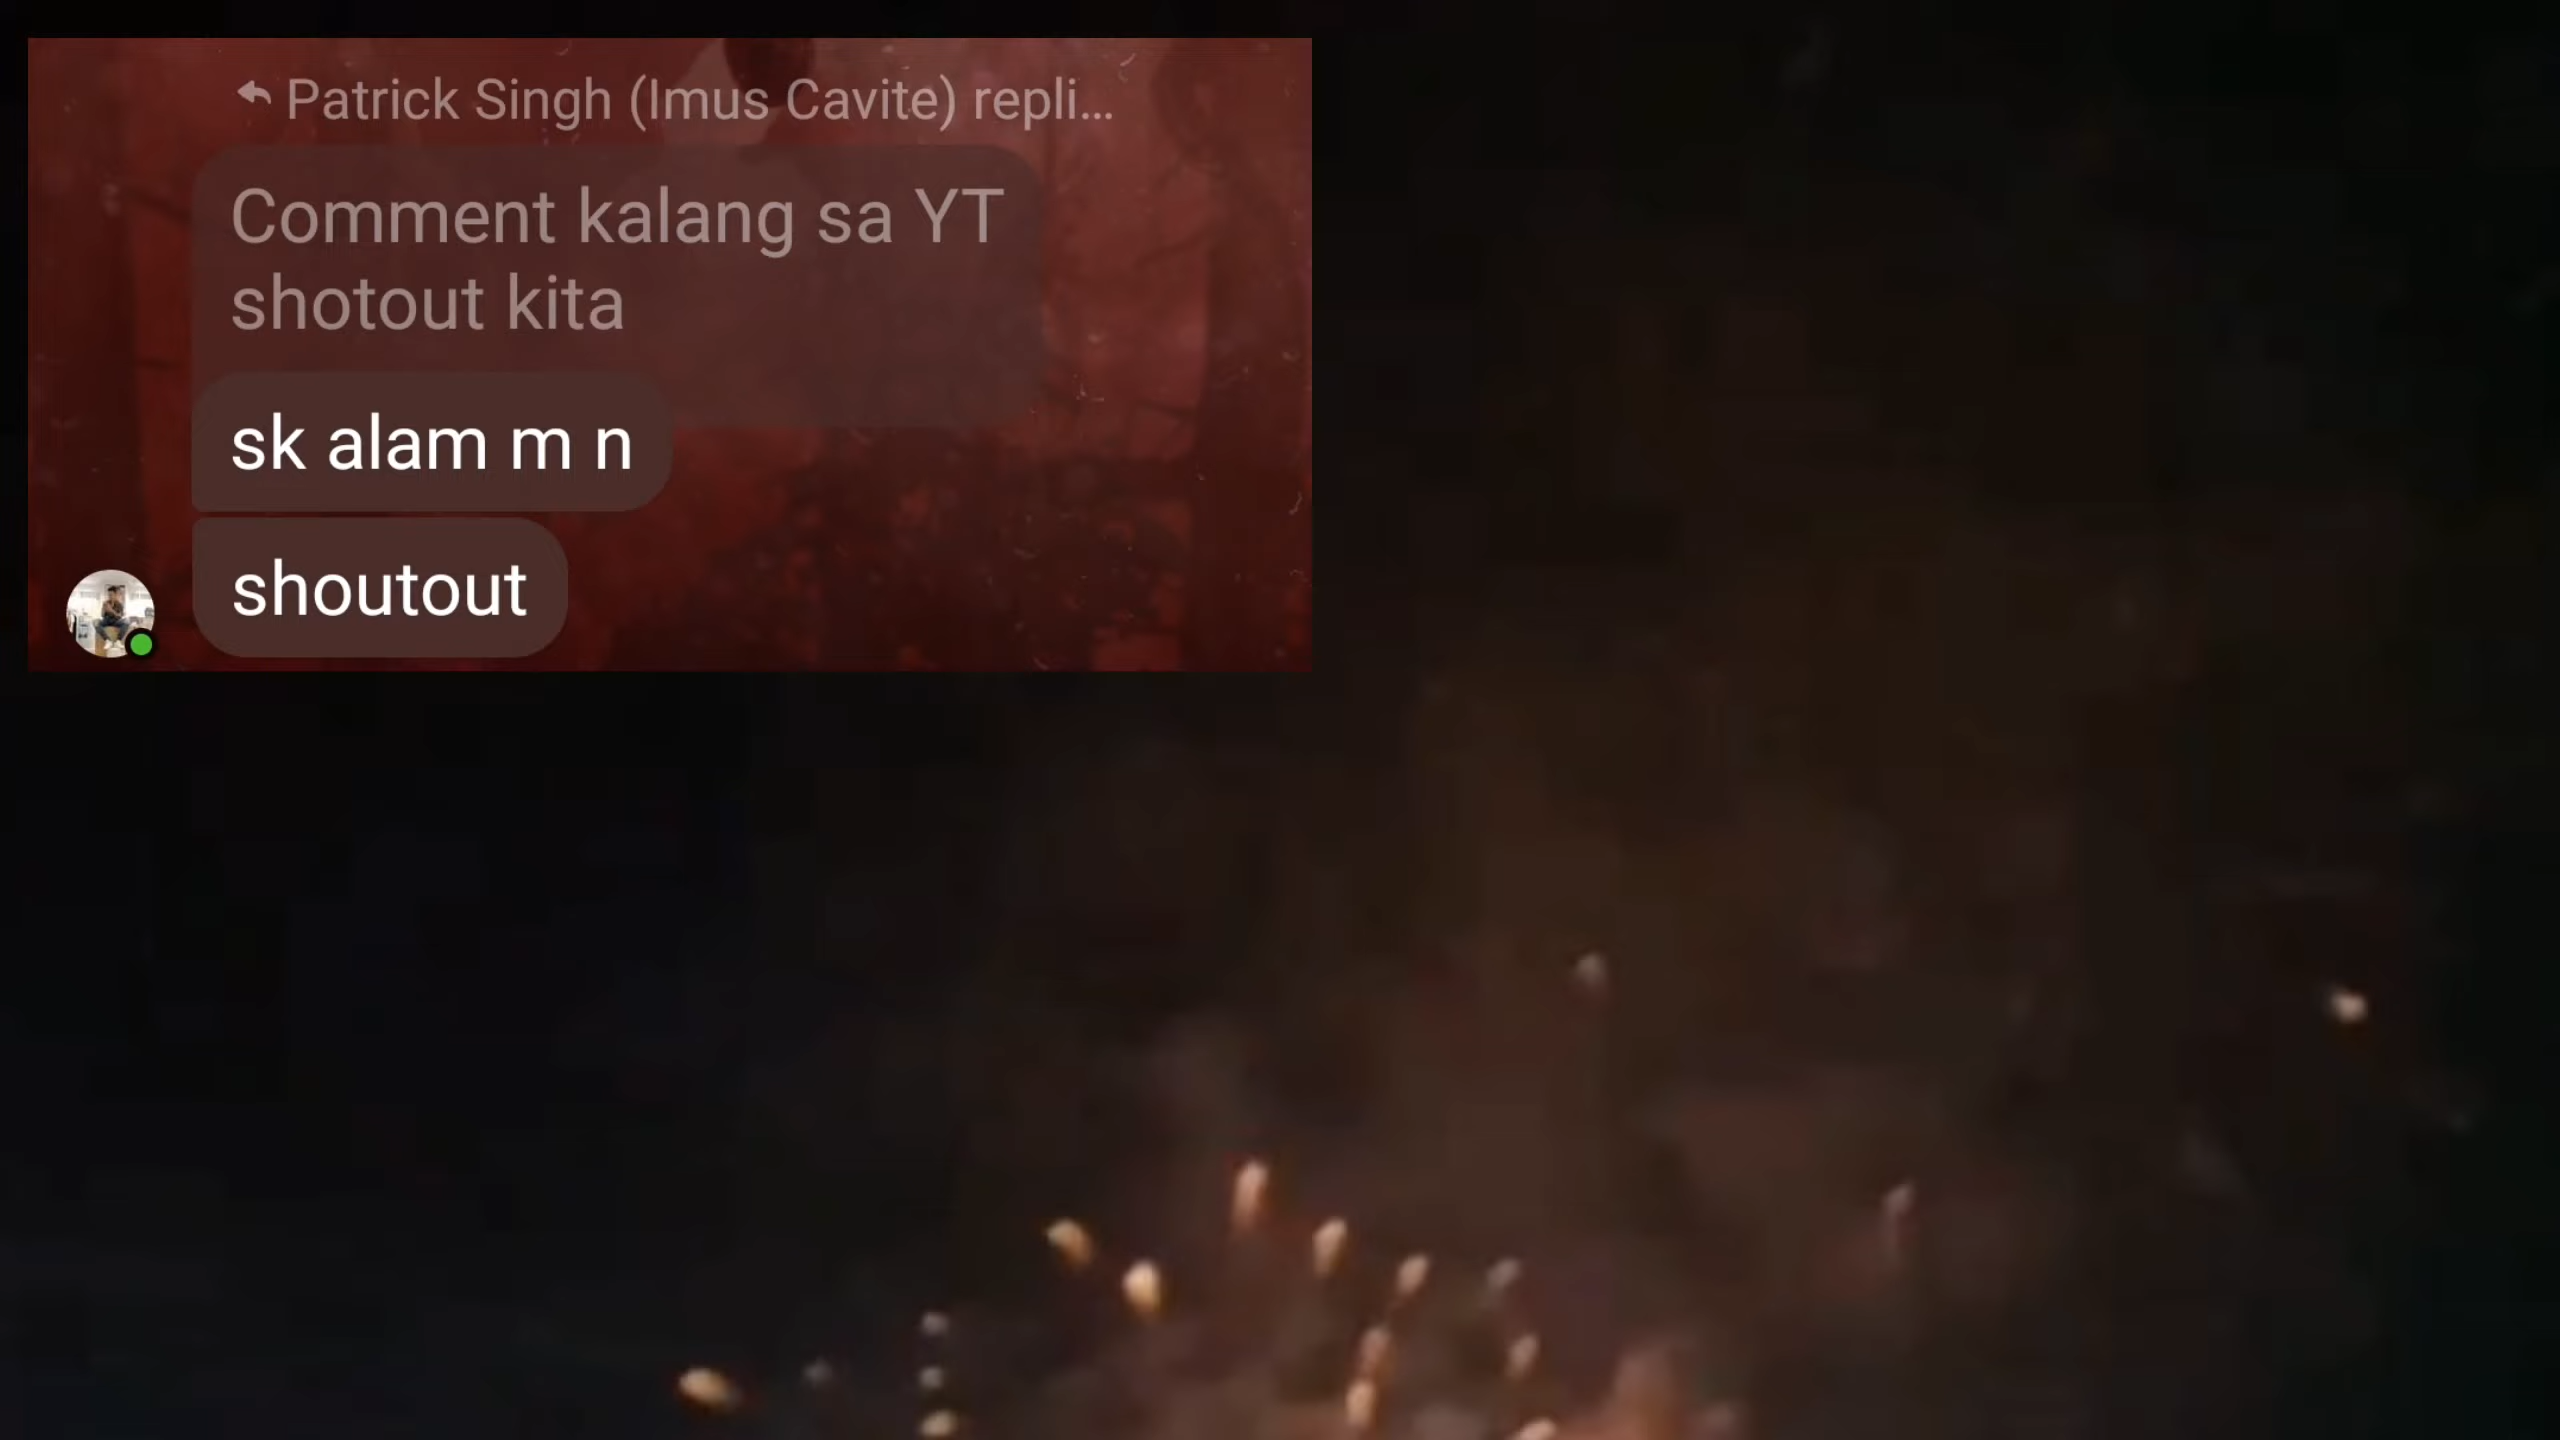 Patrick Singh (Imus Cavite) repli...
Comment kalang sa YT
shotout kita
sk alam m n
shoutout